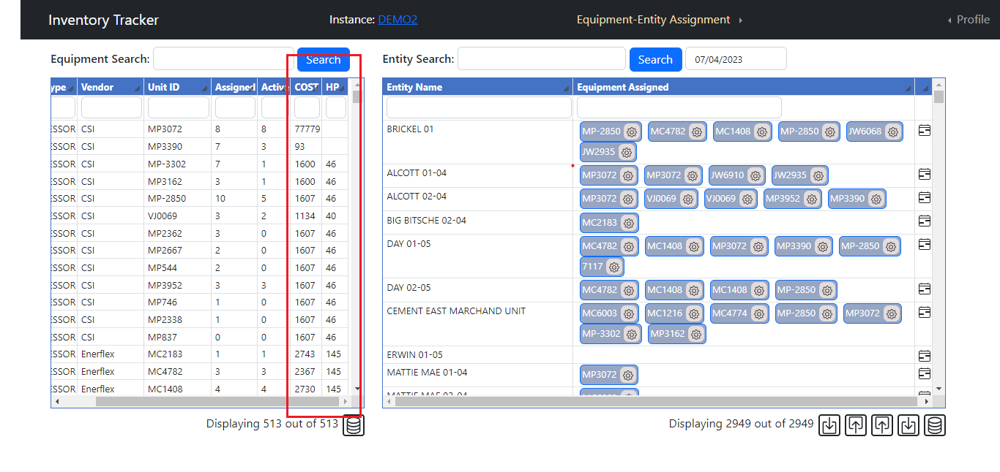 Inventory Tracker Instance: DEMO2 Equipment-Entity Assignment Profile
Equipment Search: Search Entity Search: Search 07/04/2023
ype Vendor Unit ID Assigned Active COST HP
ESSOR CSI MP3072 8 8 77779
ESSOR CSI MP3390 7 3 93
ESSOR CSI MP-3302 7 1 1600 46
ESSOR CSI MP3162 3 1 1600 46
ESSOR CSI MP-2850 10 5 1607 46
ESSOR CSI VJ0069 3 2 1134 40
ESSOR CSI MP2362 3 0 1607 46
ESSOR CSI MP2667 2 0 1607 46
ESSOR CSI MP544 2 0 1607 46
ESSOR CSI MP3952 3 3 1607 46
ESSOR CSI MP746 1 0 1607 46
ESSOR CSI MP2338 1 0 1607 46
ESSOR CSI MP837 0 0 1607 46
ESSOR Enerflex MC2183 1 1 2743 145
ESSOR Enerflex MC4782 3 3 2367 145
ESSOR Enerflex MC1408 4 4 2730 145
Displaying 513 out of 513
Entity Name Equipment Assigned
BRICKEL 01 MP-2850 MC4782 MC1408 MP-2850 JW6068
JW2935
ALCOTT 01-04 MP3072 MP3072 JW6910 JW2935
ALCOTT 02-04 MP3072 VJ0069 VJ0069 MP3952 MP3390
BIG BITSCHE 02-04 MC2183
DAY 01-05 MC4782 MC1408 MP3072 MP3390 MP-2850
7117
DAY 02-05 MC4782 MC1408 MC1408 MP-2850
CEMENT EAST MARCHAND UNIT MC6003 MC1216 MC4774 MP-2850 MP3072
MP-3302 MP3162
ERWIN 01-05
MATTIE MAE 01-04 MP3072
MATTIE MAE 02-04
Displaying 2949 out of 2949